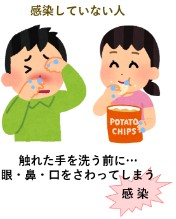 感染していない人
POTATO
CHIPS
触れた手を洗う前に…
眼・鼻・口をさわってしまう
感 染